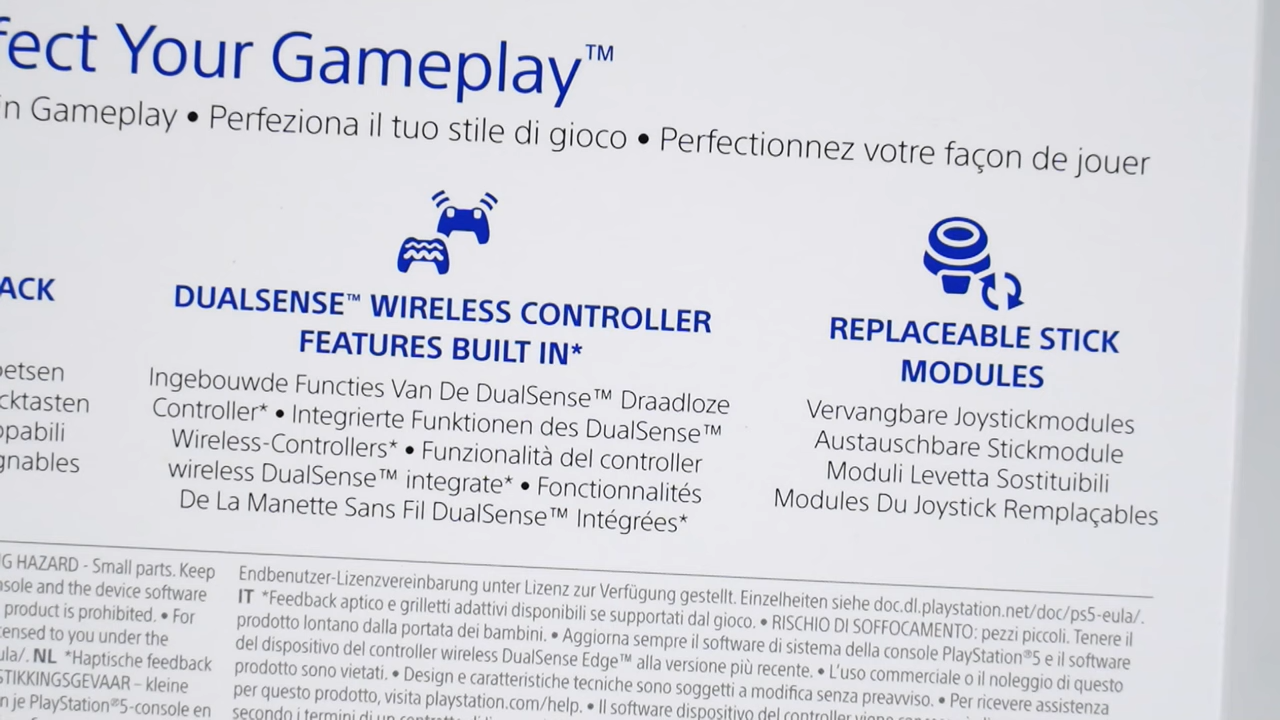 fect Your Gameplay™
in Gameplay • Perfeziona il tuo stile di gioco • Perfectionnez votre façon de jouer
ACK
etsen
cktasten
pabili
gnables
DUALSENSE™ WIRELESS CONTROLLER
FEATURES BUILT IN*
Ingebouwde Functies Van De DualSense™ Draadloze
Controller* • Integrierte Funktionen des DualSense™
Wireless-Controllers* • Funzionalità del controller
wireless DualSense™ integrate* • Fonctionnalités
De La Manette Sans Fil DualSense™ Intégrées*
REPLACEABLE STICK
MODULES
Vervangbare Joystickmodules
Austauschbare Stickmodule
Moduli Levetta Sostituibili
Modules Du Joystick Remplaçables
G HAZARD - Small parts. Keep
sole and the device software
product is prohibited. • For
ensed to you under the
ula/. NL *Haptische feedback
STIKKINGSGEVAAR – kleine
n je PlayStation®5-console en
Endbenutzer-Lizenzvereinbarung unter Lizenz zur Verfügung gestellt. Einzelheiten siehe doc.dl.playstation.net/doc/ps5-eula/.
IT *Feedback aptico e grilletti adattivi disponibili se supportati dal gioco. • RISCHIO DI SOFFOCAMENTO: pezzi piccoli. Tenere il
prodotto lontano dalla portata dei bambini. • Aggiorna sempre il software di sistema della console PlayStation®5 e il software
del dispositivo del controller wireless DualSense Edge™ alla versione più recente. • L'uso commerciale o il noleggio di questo
prodotto sono vietati. • Design e caratteristiche tecniche sono soggetti a modifica senza preavviso. • Per ricevere assistenza
per questo prodotto, visita playstation.com/help. • Il software dispositivo del controller viene
secondo i termini di un